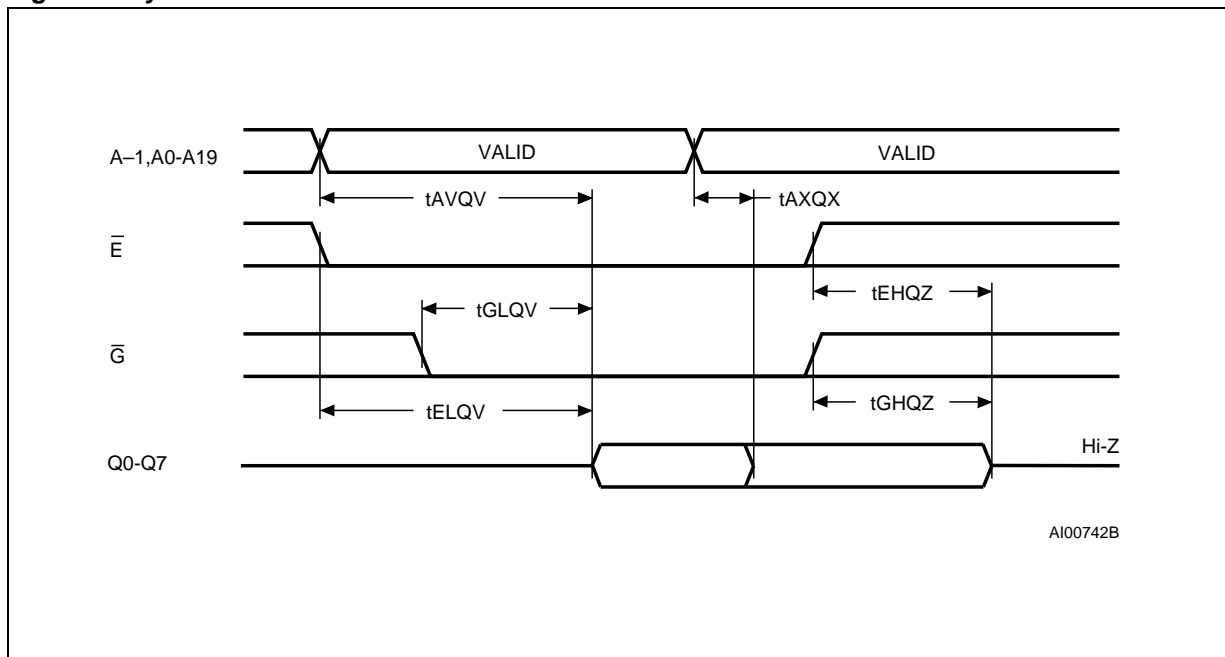 A–1,A0-A19
VALID
VALID
tAVQV
tAXQX
E̅
tEHQZ
tGLQV
G̅
tGHQZ
tELQV
Hi-Z
Q0-Q7
AI00742B